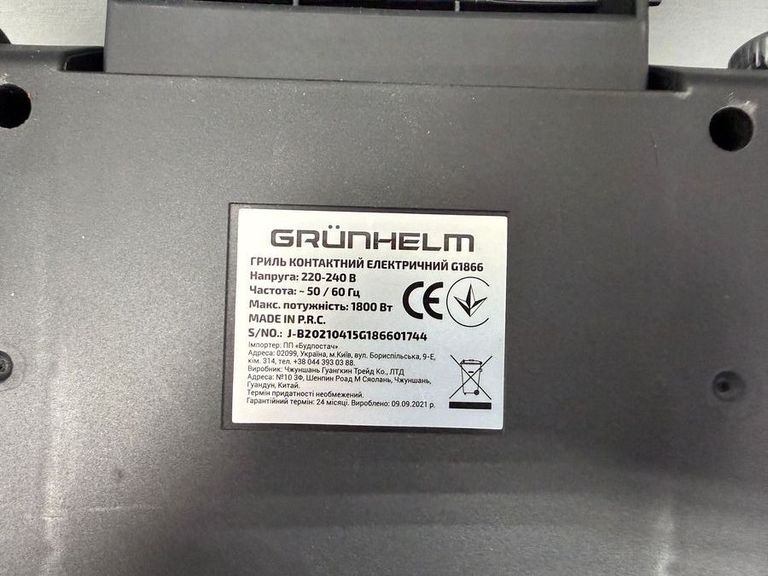 GRÜNHELM
ГРИЛЬ КОНТАКТНИЙ ЕЛЕКТРИЧНИЙ G1866
Напруга: 220-240 В
Частота: ~ 50 / 60 Гц
Макс. потужність: 1800 Вт
MADE IN P.R.C.
S/NO.: J-B20210415G186601744
CE
Імпортер: ПП «Будпостач»
Адреса: 02099, Україна, м.Київ, вул. Бориспільська, 9-Е,
кім. 314, тел. +38 044 393 03 88.
Виробник: Чжуншань Гуангкин Трейд Ко., ЛТД
Адреса: №10 3Ф, Шенпин Роад М Сяолань, Чжуншань,
Гуандун, Китай.
Термін придатності необмежений.
Гарантійний термін: 24 місяці. Вироблено: 09.09.2021 р.